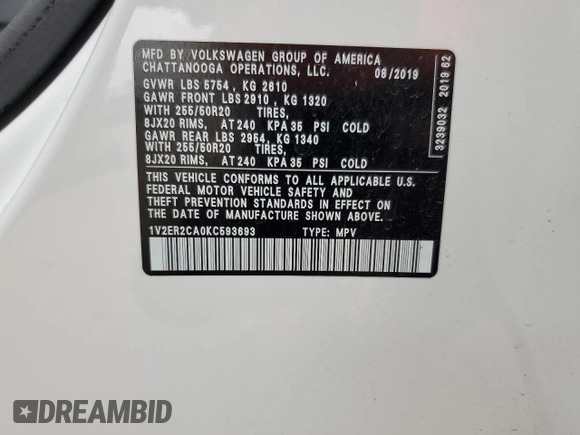 MFD BY VOLKSWAGEN GROUP OF AMERICA
CHATTANOOGA OPERATIONS, LLC. 08/2019
GVWR LBS 5754 , KG 2610
GAWR FRONT LBS 2910 , KG 1320
WITH 255/50R20 TIRES,
8JX20 RIMS, AT 240 KPA 35 PSI COLD
GAWR REAR LBS 2954, KG 1340
WITH 255/50R20 TIRES,
8JX20 RIMS, AT 240 KPA 35 PSI COLD
THIS VEHICLE CONFORMS TO ALL APPLICABLE U.S.
FEDERAL MOTOR VEHICLE SAFETY AND
THEFT PREVENTION STANDARDS IN EFFECT ON
THE DATE OF MANUFACTURE SHOWN ABOVE.
1V2ER2CA0KC593693 TYPE: MPV
3239032 2019 62
DREAMBID